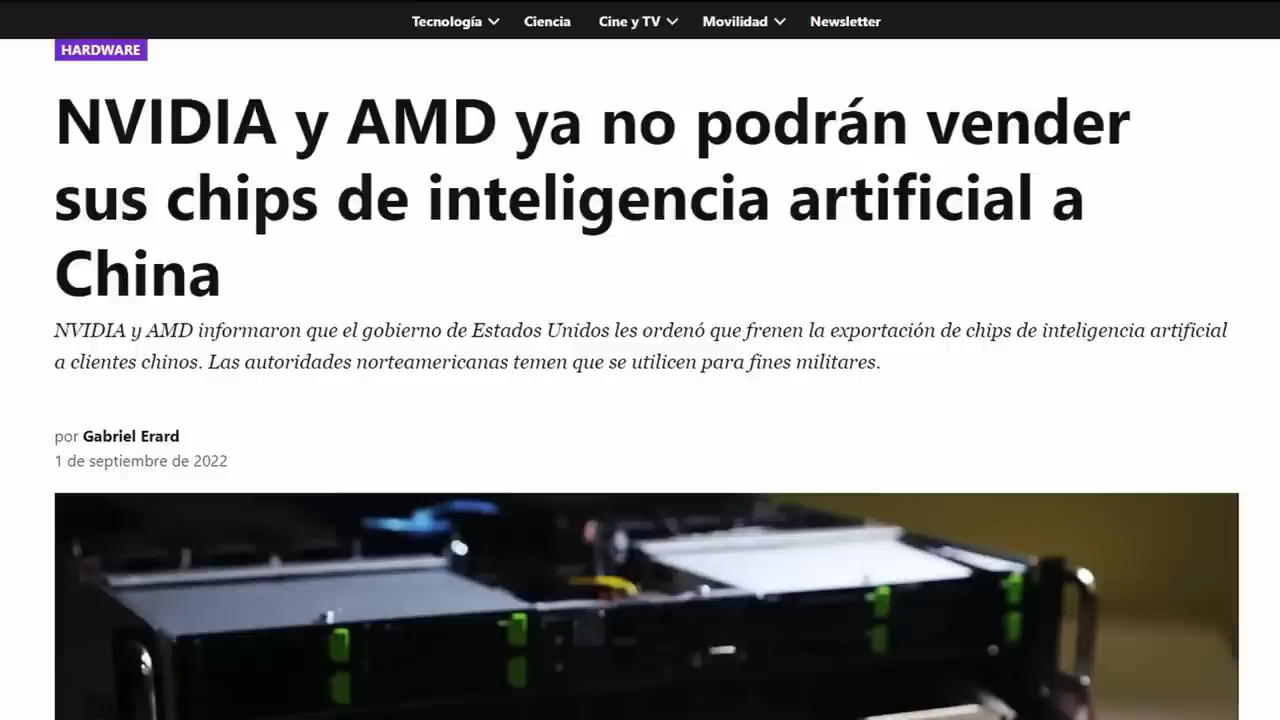 Tecnología Ciencia Cine y TV Movilidad Newsletter
HARDWARE
NVIDIA y AMD ya no podrán vender
sus chips de inteligencia artificial a
China
NVIDIA y AMD informaron que el gobierno de Estados Unidos les ordenó que frenen la exportación de chips de inteligencia artificial
a clientes chinos. Las autoridades norteamericanas temen que se utilicen para fines militares.
por Gabriel Erard
1 de septiembre de 2022